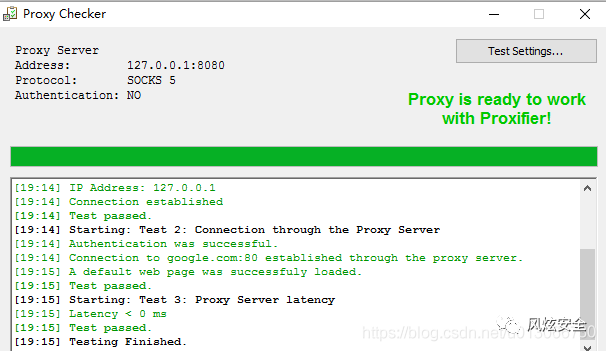 Proxy Checker
Proxy Server
Address: 127.0.0.1:8080
Protocol: SOCKS 5
Authentication: NO
Test Settings...
Proxy is ready to work
with Proxifier!
[19:14] IP Address: 127.0.0.1
[19:14] Connection established
[19:14] Test passed.
[19:14] Starting: Test 2: Connection through the Proxy Server
[19:14] Authentication was successful.
[19:14] Connection to google.com:80 established through the proxy server.
[19:15] A default web page was successfully loaded.
[19:15] Test passed.
[19:15] Starting: Test 3: Proxy Server latency
[19:15] Latency < 0 ms
[19:15] Test passed.
[19:15] Testing Finished.
风炫安全
https://blog.csdn.net/